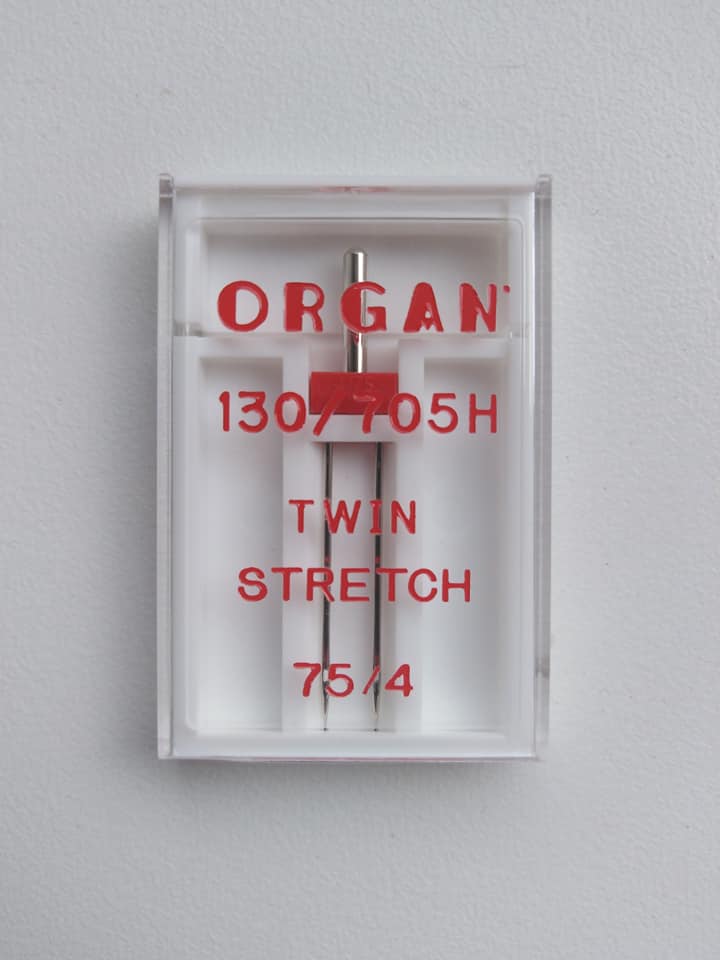 ORGAN
130/705H
TWIN
STRETCH
75/4